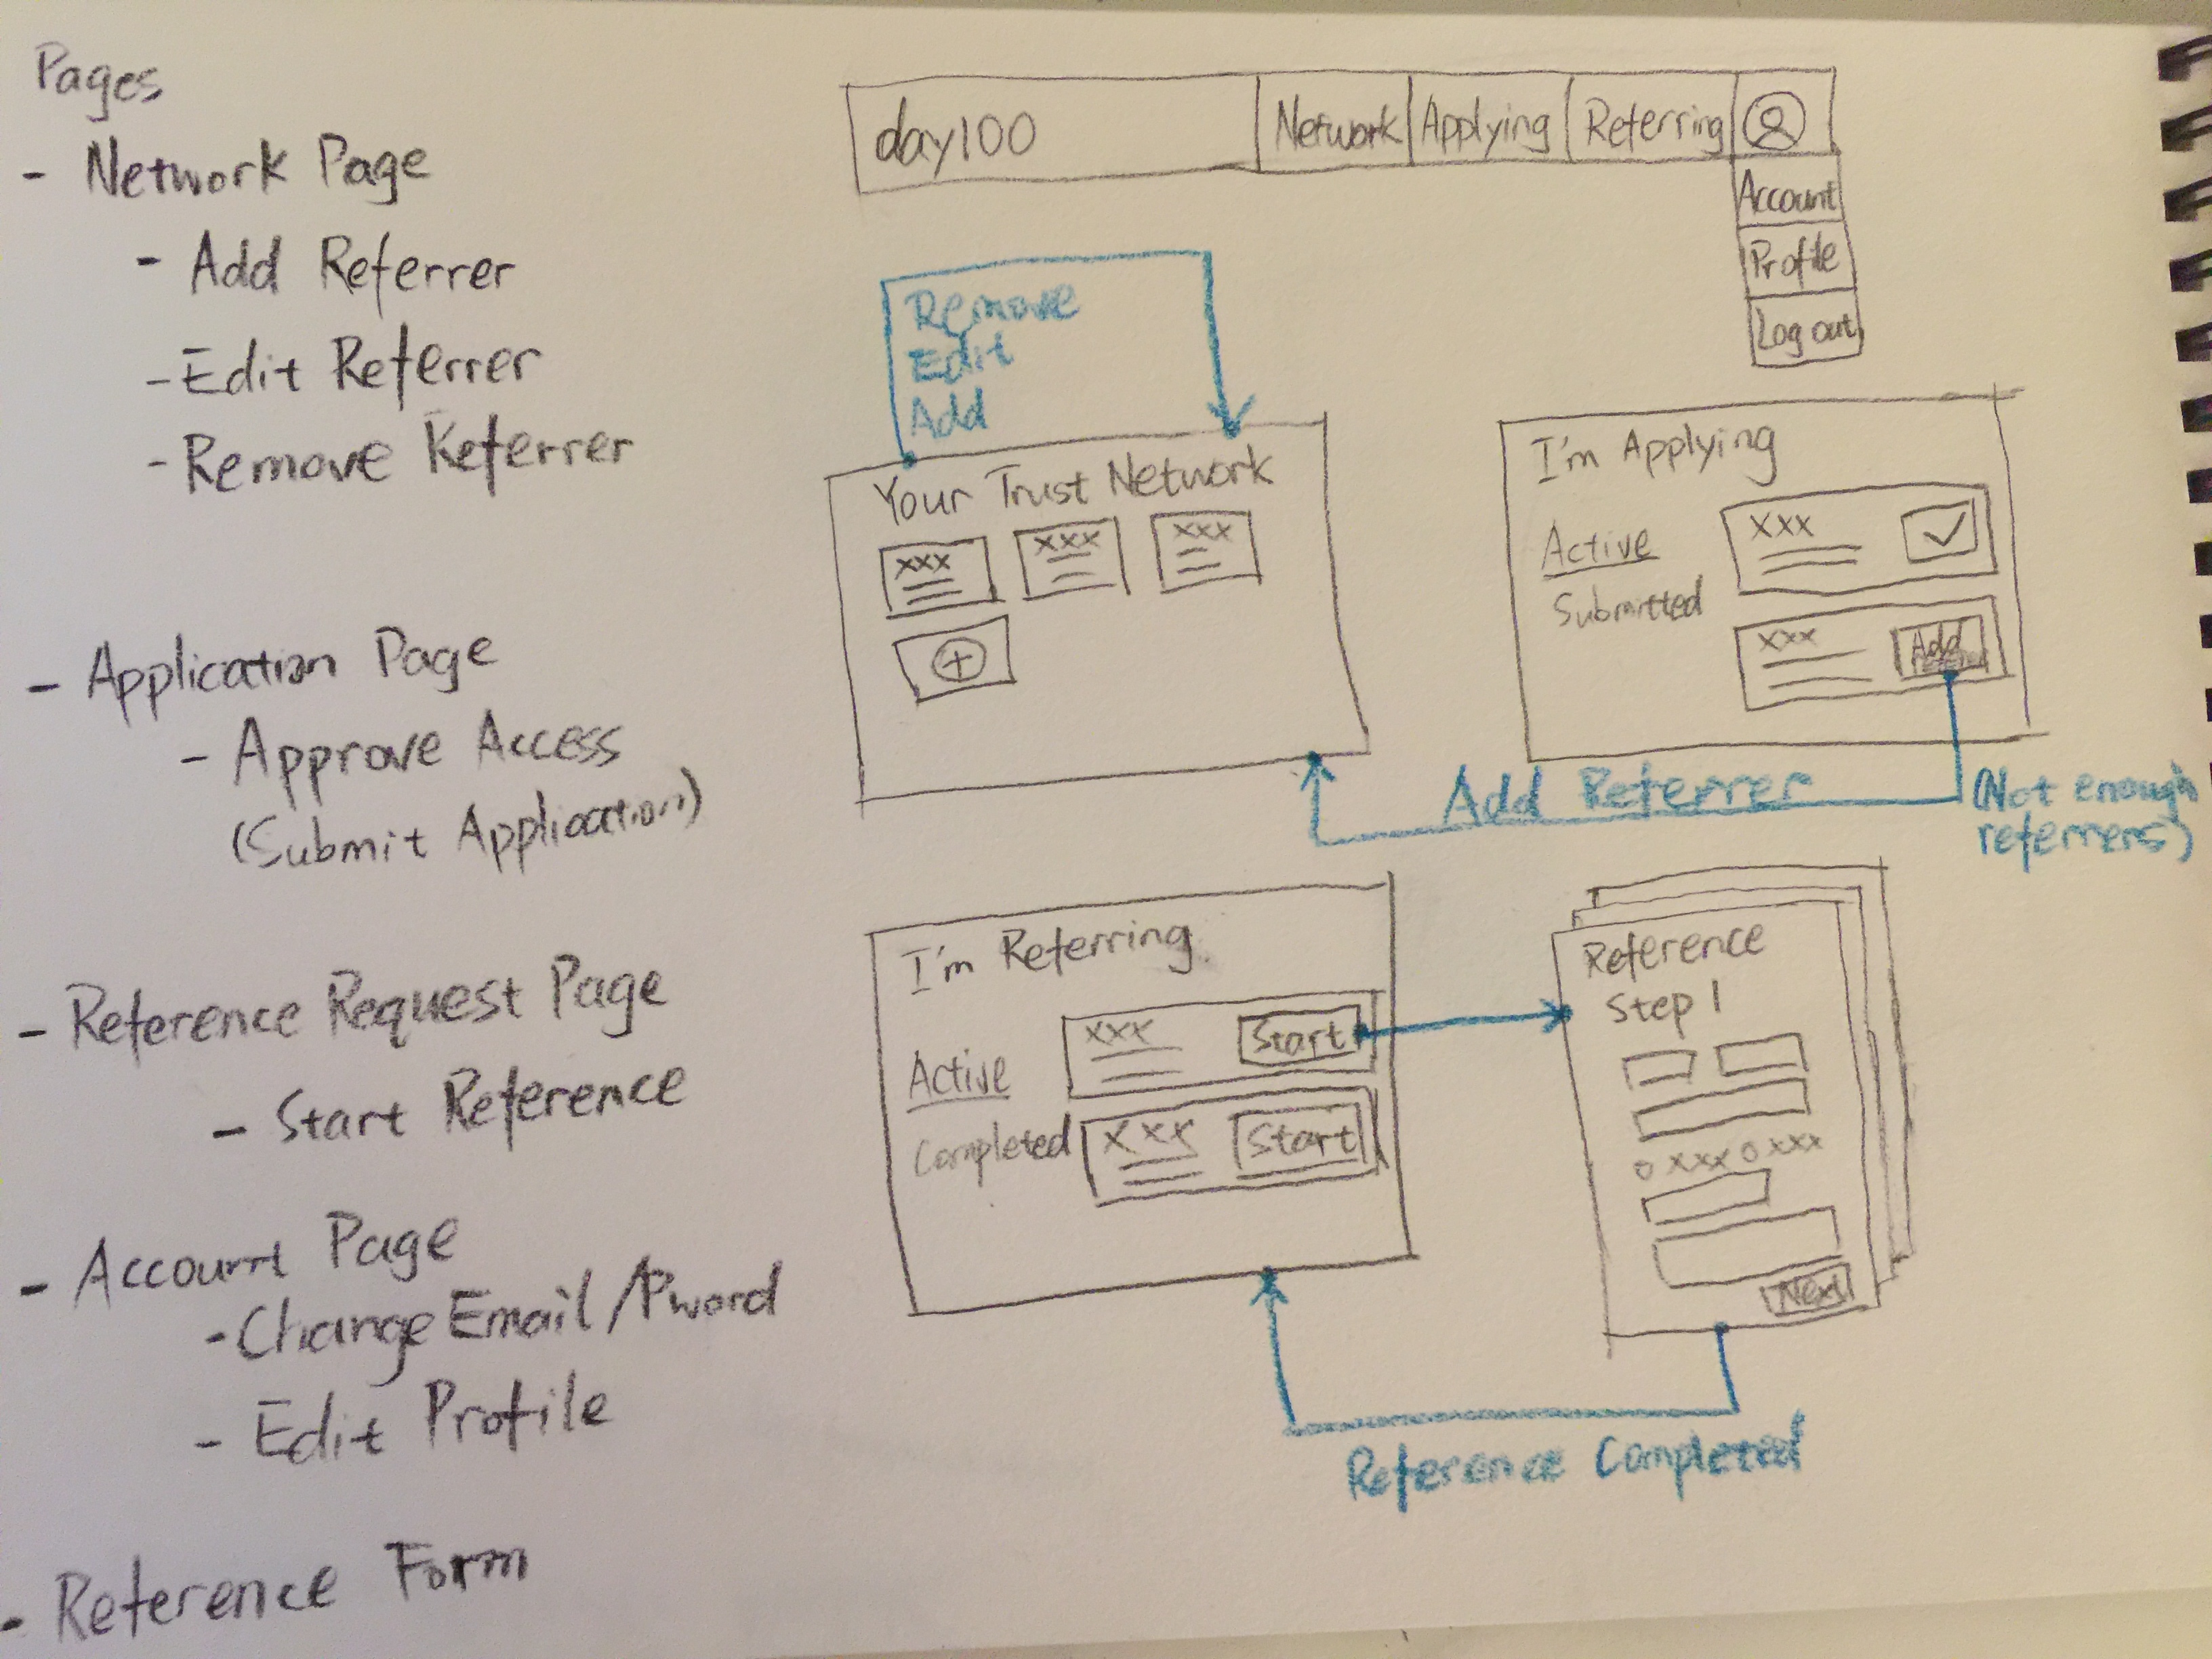 Pages
- Network Page
- Add Referrer
- Edit Referrer
- Remove Referrer
- Application Page
- Approve Access
(Submit Application)
- Reference Request Page
- Start Reference
- Account Page
- Change Email/Pword
- Edit Profile
- Reference Form
day100 Network Applying Referring
Account
Profile
Log out
Remove
Edit
Add
Your Trust Network
xxx xxx xxx
+
I'm Applying
Active
Submitted
xxx
xxx Add
Add Referrer
(Not enough
referrers)
I'm Referring
Active
Completed
xxx Start
xxx Start
Reference
Step 1
o xxx o xxx
Next
Reference Completed